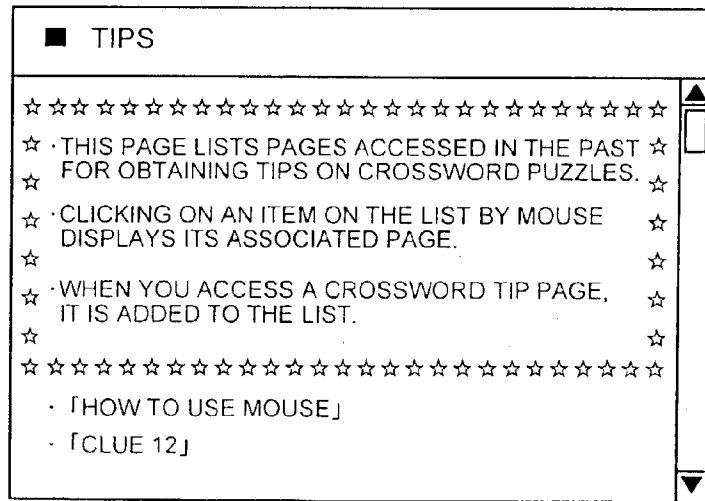 ■ TIPS
☆☆☆☆☆☆☆☆☆☆☆☆☆☆☆☆☆☆☆☆☆☆☆☆☆☆☆
☆ ·THIS PAGE LISTS PAGES ACCESSED IN THE PAST ☆
☆ FOR OBTAINING TIPS ON CROSSWORD PUZZLES. ☆
☆ ·CLICKING ON AN ITEM ON THE LIST BY MOUSE ☆
DISPLAYS ITS ASSOCIATED PAGE.
☆ ☆
☆ ·WHEN YOU ACCESS A CROSSWORD TIP PAGE, ☆
IT IS ADDED TO THE LIST.
☆ ☆
☆☆☆☆☆☆☆☆☆☆☆☆☆☆☆☆☆☆☆☆☆☆☆☆☆☆☆
·「HOW TO USE MOUSE」
·「CLUE 12」